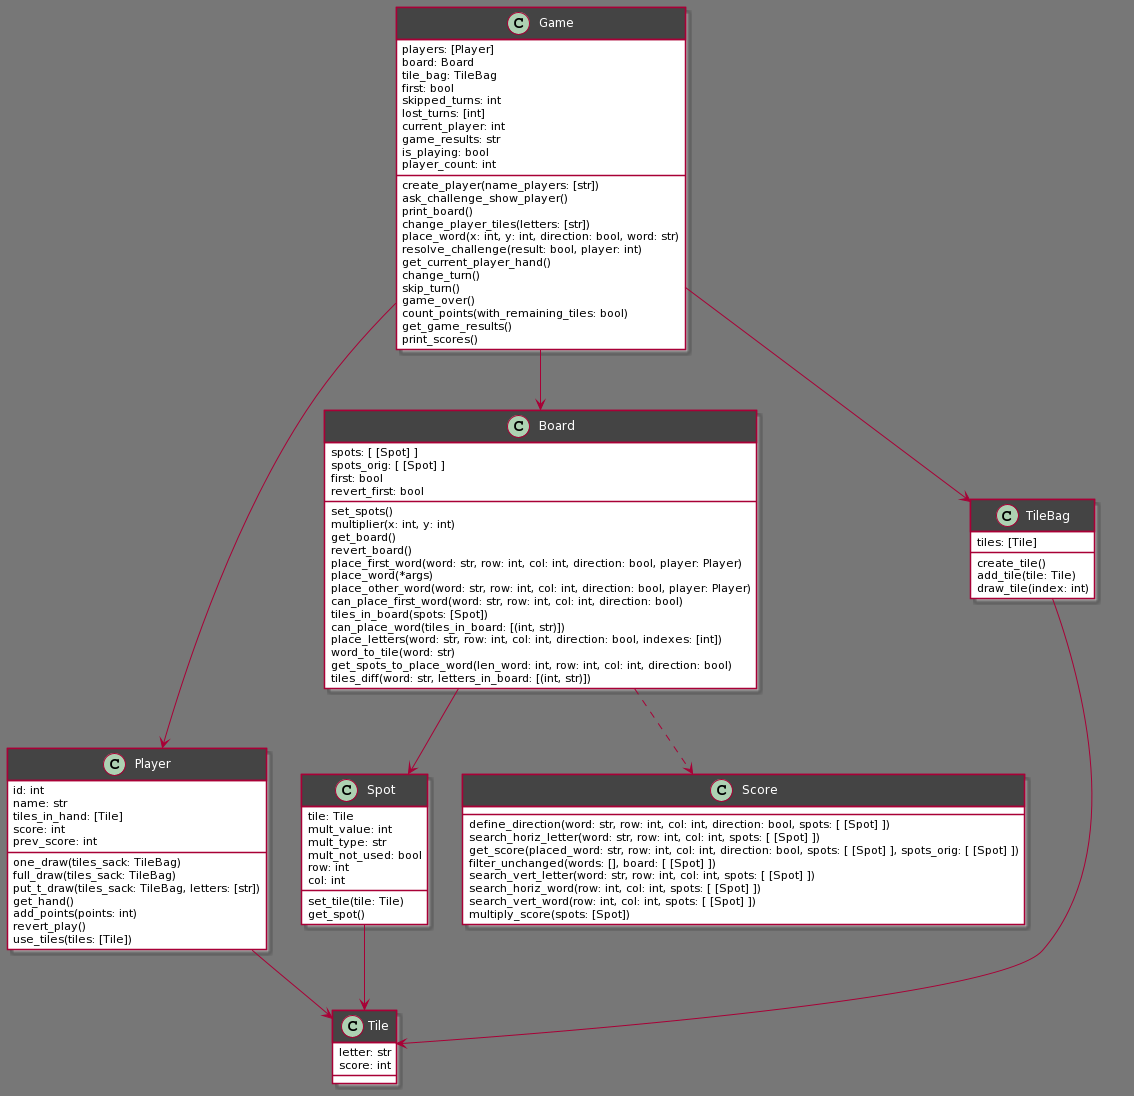 C Game
players: [Player]
board: Board
tile_bag: TileBag
first: bool
skipped_turns: int
lost_turns: [int]
current_player: int
game_results: str
is_playing: bool
player_count: int
create_player(name_players: [str])
ask_challenge_show_player()
print_board()
change_player_tiles(letters: [str])
place_word(x: int, y: int, direction: bool, word: str)
resolve_challenge(result: bool, player: int)
get_current_player_hand()
change_turn()
skip_turn()
game_over()
count_points(with_remaining_tiles: bool)
get_game_results()
print_scores()
C Board
spots: [ [Spot] ]
spots_orig: [ [Spot] ]
first: bool
revert_first: bool
set_spots()
multiplier(x: int, y: int)
get_board()
revert_board()
place_first_word(word: str, row: int, col: int, direction: bool, player: Player)
place_word(*args)
place_other_word(word: str, row: int, col: int, direction: bool, player: Player)
can_place_first_word(word: str, row: int, col: int, direction: bool)
tiles_in_board(spots: [Spot])
can_place_word(tiles_in_board: [(int, str)])
place_letters(word: str, row: int, col: int, direction: bool, indexes: [int])
word_to_tile(word: str)
get_spots_to_place_word(len_word: int, row: int, col: int, direction: bool)
tiles_diff(word: str, letters_in_board: [(int, str)])
C TileBag
tiles: [Tile]
create_tile()
add_tile(tile: Tile)
draw_tile(index: int)
C Player
id: int
name: str
tiles_in_hand: [Tile]
score: int
prev_score: int
one_draw(tiles_sack: TileBag)
full_draw(tiles_sack: TileBag)
put_t_draw(tiles_sack: TileBag, letters: [str])
get_hand()
add_points(points: int)
revert_play()
use_tiles(tiles: [Tile])
C Spot
tile: Tile
mult_value: int
mult_type: str
mult_not_used: bool
row: int
col: int
set_tile(tile: Tile)
get_spot()
C Score
define_direction(word: str, row: int, col: int, direction: bool, spots: [ [Spot] ])
search_horiz_letter(word: str, row: int, col: int, spots: [ [Spot] ])
get_score(placed_word: str, row: int, col: int, direction: bool, spots: [ [Spot] ], spots_orig: [ [Spot] ])
filter_unchanged(words: [], board: [ [Spot] ])
search_vert_letter(word: str, row: int, col: int, spots: [ [Spot] ])
search_horiz_word(row: int, col: int, spots: [ [Spot] ])
search_vert_word(row: int, col: int, spots: [ [Spot] ])
multiply_score(spots: [Spot])
C Tile
letter: str
score: int